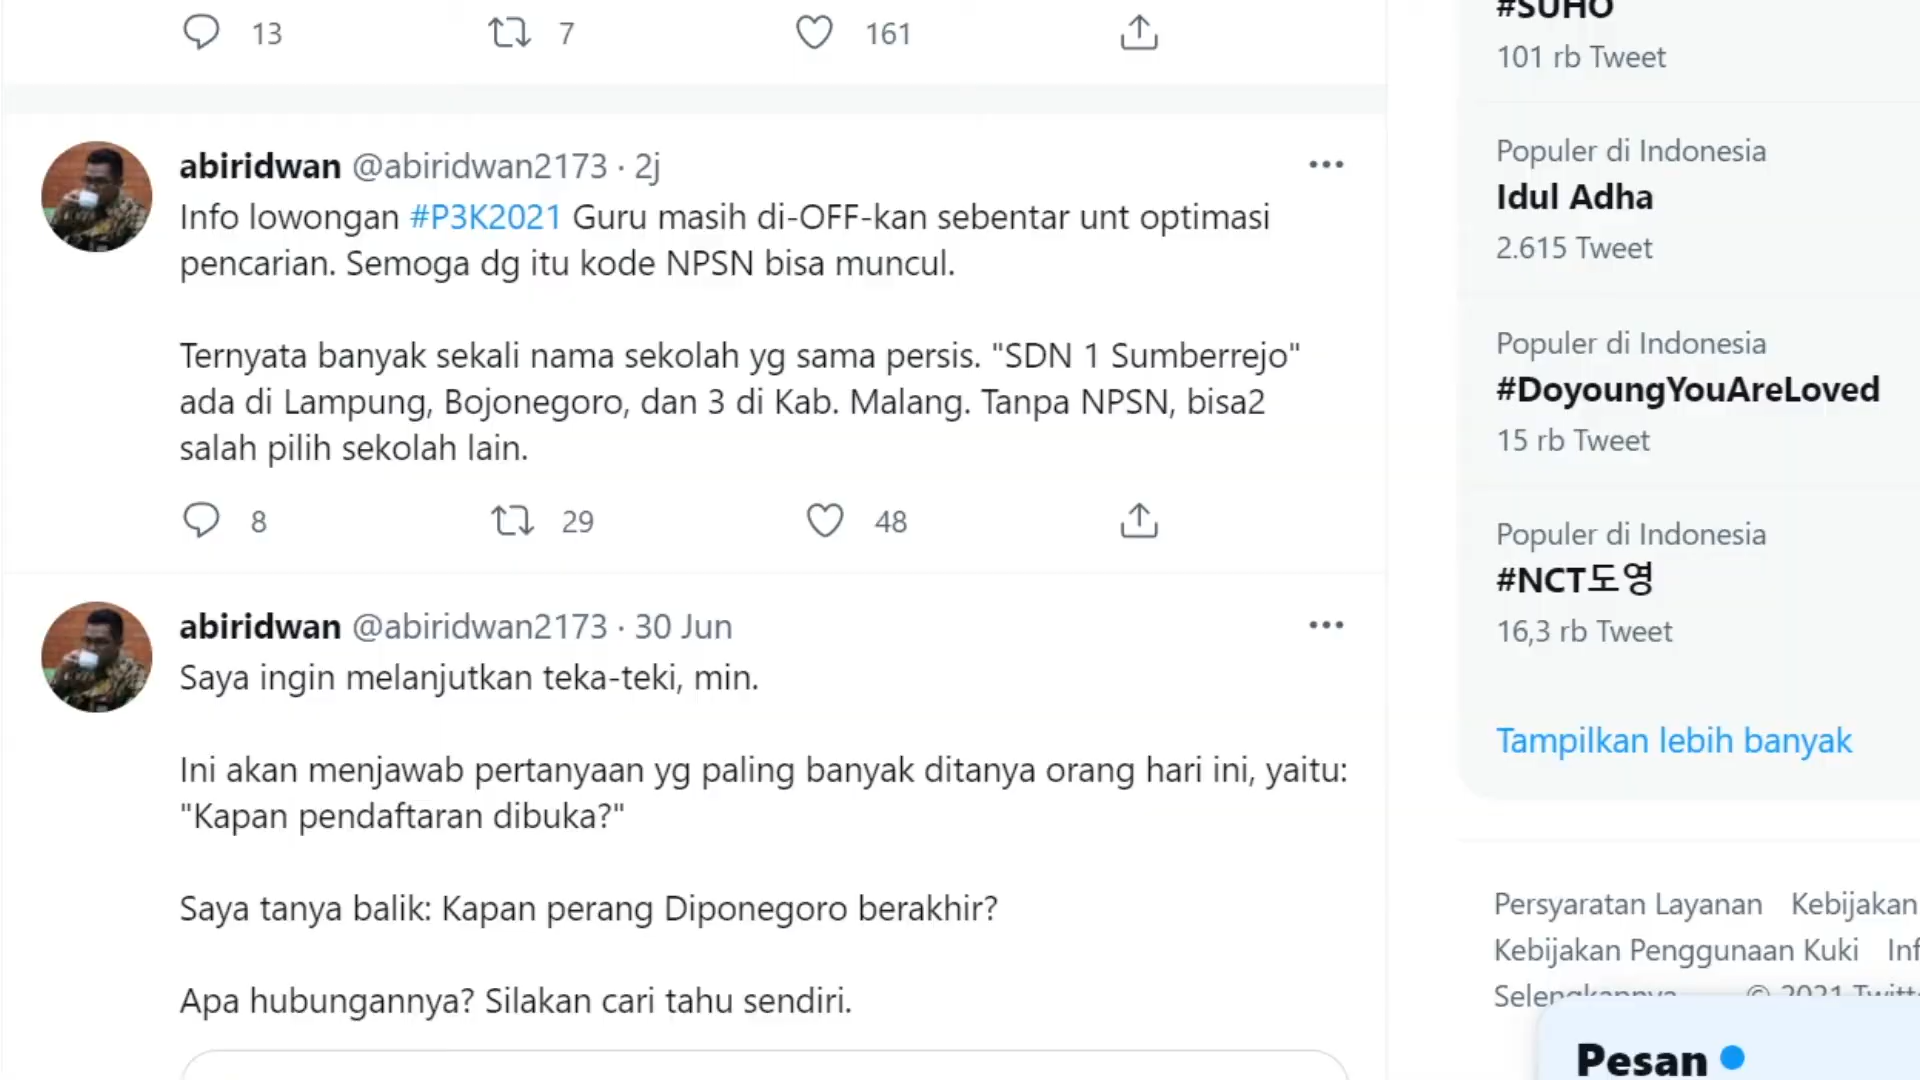 13 7 161
abiridwan @abiridwan2173 · 2j
Info lowongan #P3K2021 Guru masih di-OFF-kan sebentar unt optimasi
pencarian. Semoga dg itu kode NPSN bisa muncul.
Ternyata banyak sekali nama sekolah yg sama persis. "SDN 1 Sumberrejo"
ada di Lampung, Bojonegoro, dan 3 di Kab. Malang. Tanpa NPSN, bisa2
salah pilih sekolah lain.
8 29 48
abiridwan @abiridwan2173 · 30 Jun
Saya ingin melanjutkan teka-teki, min.
Ini akan menjawab pertanyaan yg paling banyak ditanya orang hari ini, yaitu:
"Kapan pendaftaran dibuka?"
Saya tanya balik: Kapan perang Diponegoro berakhir?
Apa hubungannya? Silakan cari tahu sendiri.
#SUHO
101 rb Tweet
Populer di Indonesia
Idul Adha
2.615 Tweet
Populer di Indonesia
#DoyoungYouAreLoved
15 rb Tweet
Populer di Indonesia
#NCT도영
16,3 rb Tweet
Tampilkan lebih banyak
Persyaratan Layanan Kebijakan
Kebijakan Penggunaan Kuki Inf
Selengkapnya © 2021 Twitt
Pesan